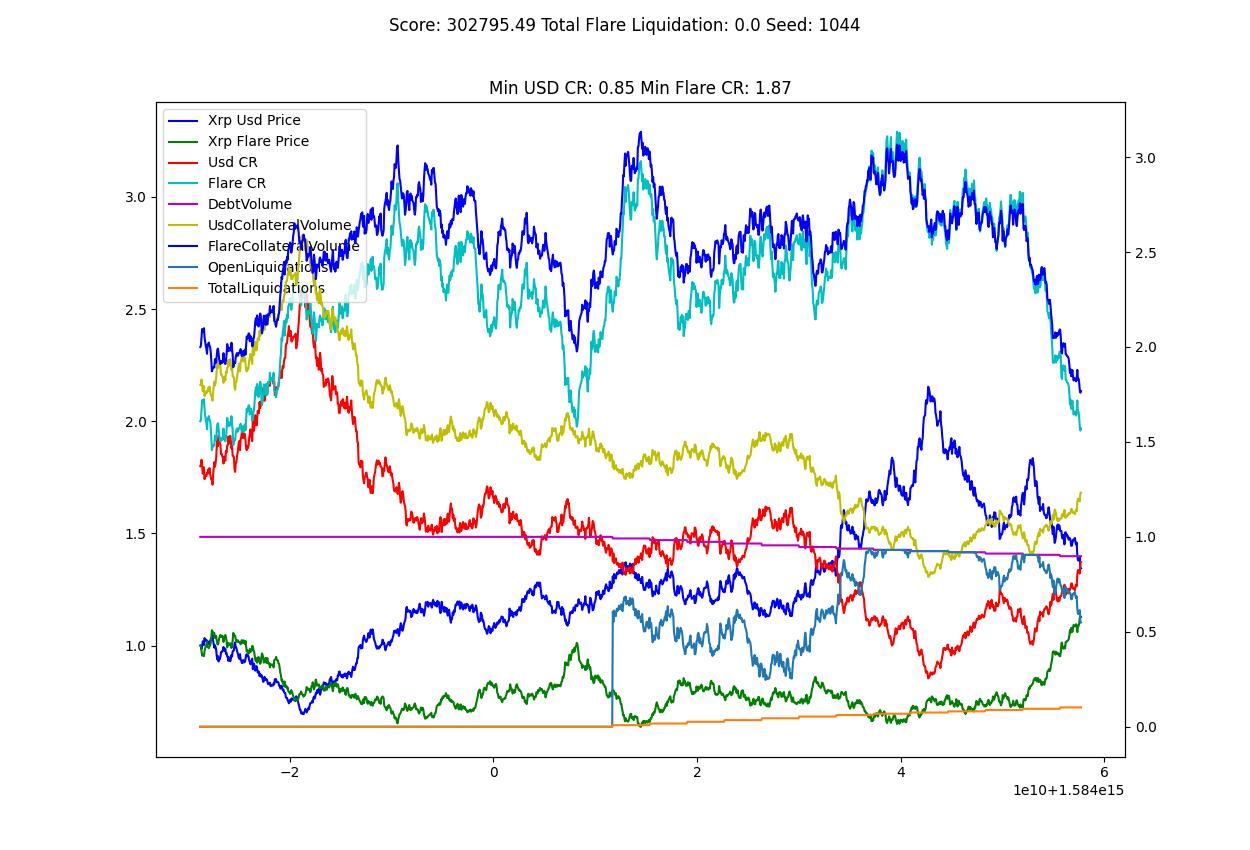 Score: 302795.49 Total Flare Liquidation: 0.0 Seed: 1044
Min USD CR: 0.85 Min Flare CR: 1.87
Xrp Usd Price
Xrp Flare Price
Usd CR
Flare CR
DebtVolume
UsdCollateralVolume
FlareCollateralVolume
OpenLiquidations
TotalLiquidations
3.0
2.5
2.0
1.5
1.0
3.0
2.5
2.0
1.5
1.0
0.5
0.0
−2
0
2
4
6
1e10+1.584e15